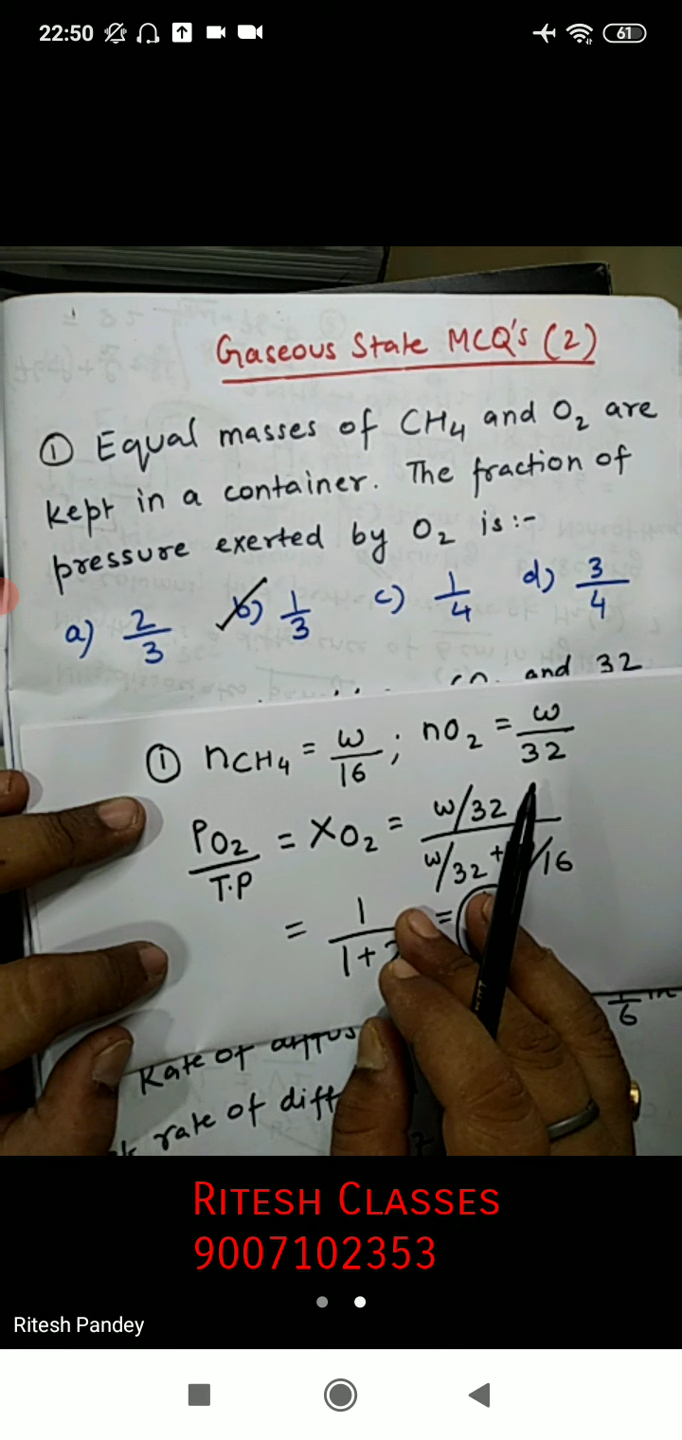 22:50
61
Gaseous State MCQ's (2)
① Equal masses of CH₄ and O₂ are
kept in a container. The fraction of
pressure exerted by O₂ is:-
a) 2/3 b) 1/3 c) 1/4 d) 3/4
and 32
① nCH₄ = w/16 ; nO₂ = w/32
PO₂/T.P = XO₂ = w/32 / w/32 + /16
= 1/1+ =
1/6 in
Rate of
rate of diff
RITESH CLASSES
9007102353
Ritesh Pandey